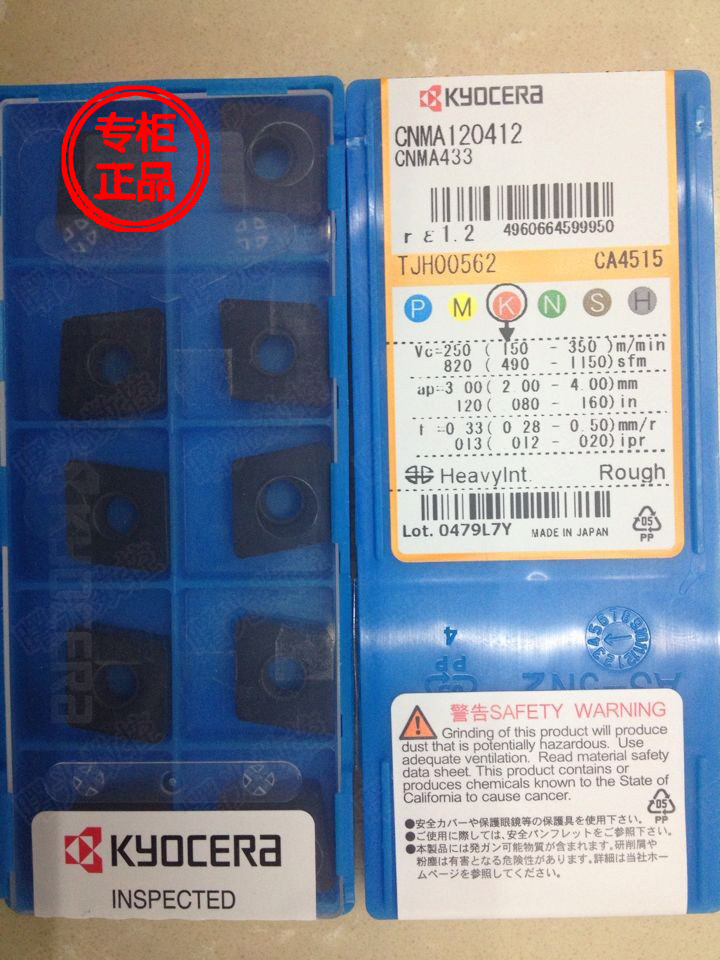 专柜
正品
KYOCERA
INSPECTED
KYOCERA
CNMA120412
CNMA433
rε1.2 4960664599950
TJH00562 CA4515
P M K N S H
Vc=250 ( 150 - 350 )m/min
820 ( 490 - 1150)sfm
ap=3 00( 2 00 - 4 00)mm
120( 080 - 160) in
f =0 33( 0 28 - 0 50)mm/r
013( 012 - 020) ipr
HeavyInt. Rough
Lot. 0479L7Y MADE IN JAPAN
05
PP
4
PP
警告SAFETY WARNING
Grinding of this product will produce
dust that is potentially hazardous. Use
adequate ventilation. Read material safety
data sheet. This product contains or
produces chemicals known to the State of
California to cause cancer.
05
PP
●安全カバーや保護眼鏡等の保護具を使用下さい。
●ご使用に際しては、安全パンフレットをご参照下さい。
●本製品には発ガン可能物質が含まれます。研削屑や
粉塵は有害となる危険性があります。詳細は当社ホー
ムページを参照してください。